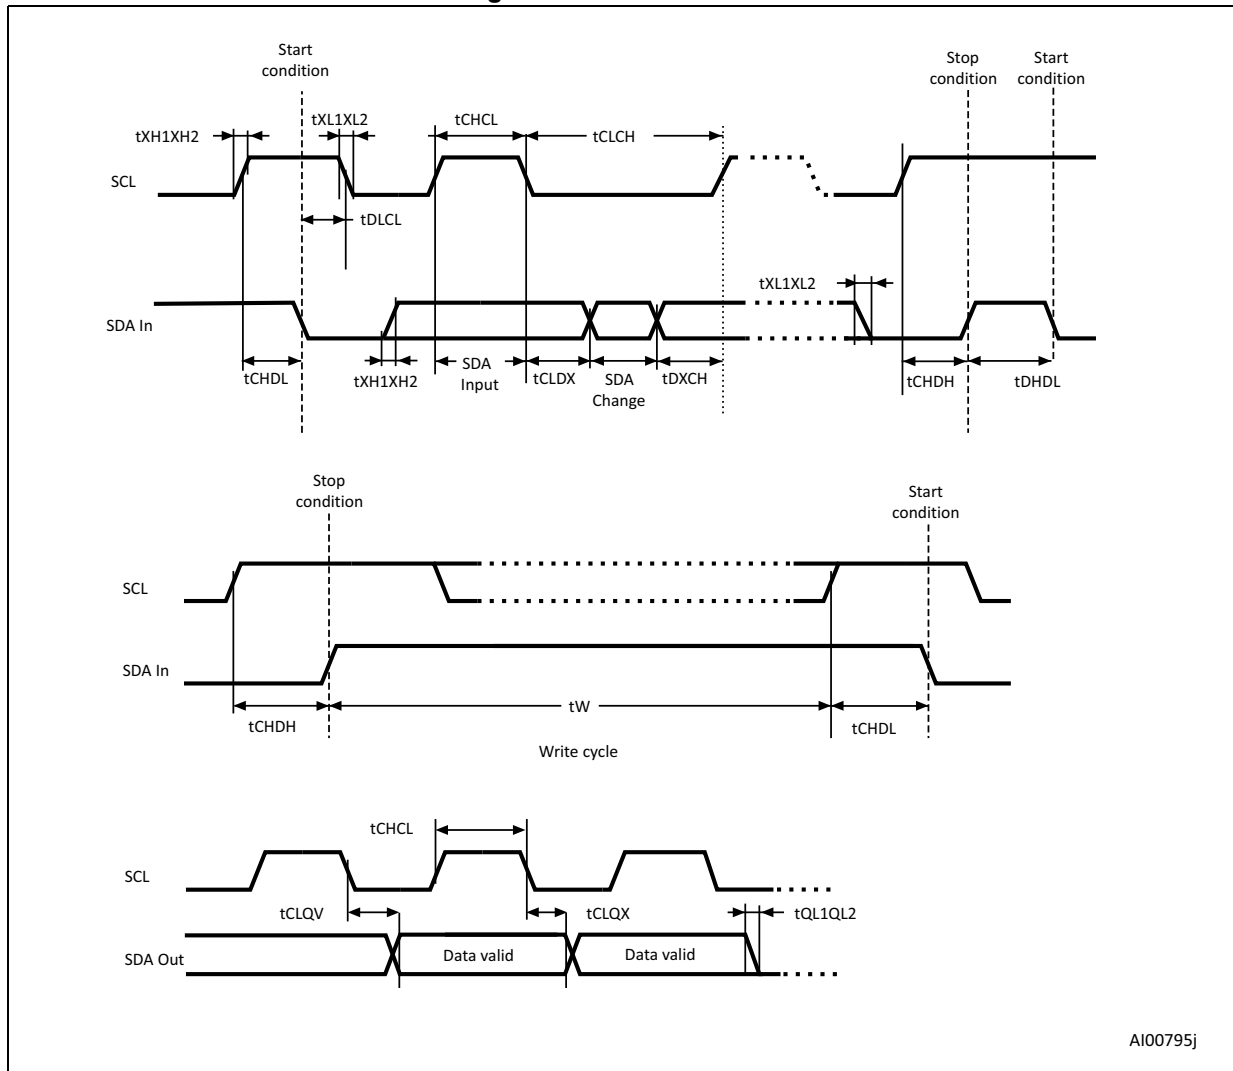 Start
condition
Stop
condition
Start
condition
tXH1XH2
tXL1XL2
tCHCL
tCLCH
SCL
tDLCL
tXL1XL2
SDA In
tCHDL
tXH1XH2
SDA
Input
tCLDX
SDA
Change
tDXCH
tCHDH
tDHDL
Stop
condition
Start
condition
SCL
SDA In
tCHDH
tW
tCHDL
Write cycle
tCHCL
SCL
tCLQV
tCLQX
tQL1QL2
SDA Out
Data valid
Data valid
AI00795j